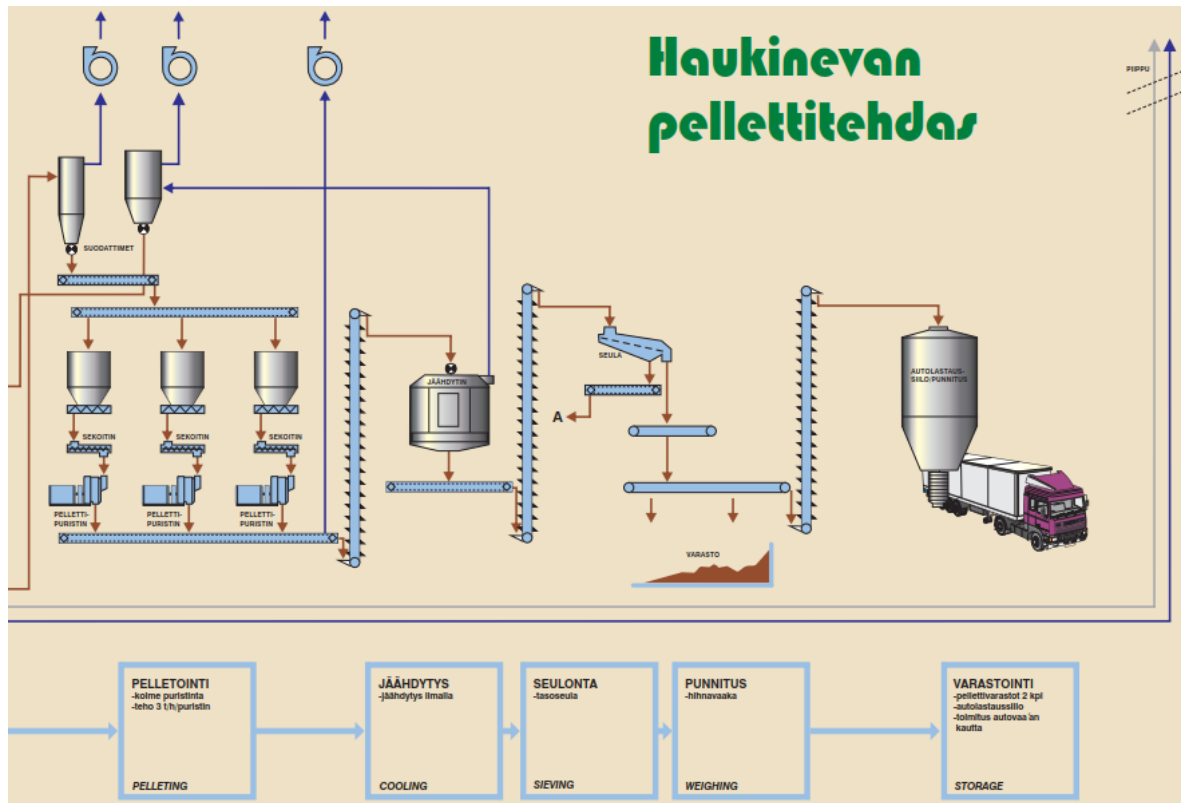 Haukinevan
pellettitehdas
PIIPPU
SUODATTIMET
SEKOITIN
SEKOITIN
SEKOITIN
PELLETTI-
PURISTIN
PELLETTI-
PURISTIN
PELLETTI-
PURISTIN
JÄÄHDYTIN
SEULA
A
VARASTO
AUTOLASTAUS-
SIILO/PUNNITUS
PELLETOINTI
-kolme puristinta
-teho 3 t/h/puristin
PELLETING
JÄÄHDYTYS
-jäähdytys ilmalla
COOLING
SEULONTA
-tasoseula
SIEVING
PUNNITUS
-hihnavaaka
WEIGHING
VARASTOINTI
-pellettivarastot 2 kpl
-autolastaussiilo
-toimitus autovaa´an
kautta
STORAGE